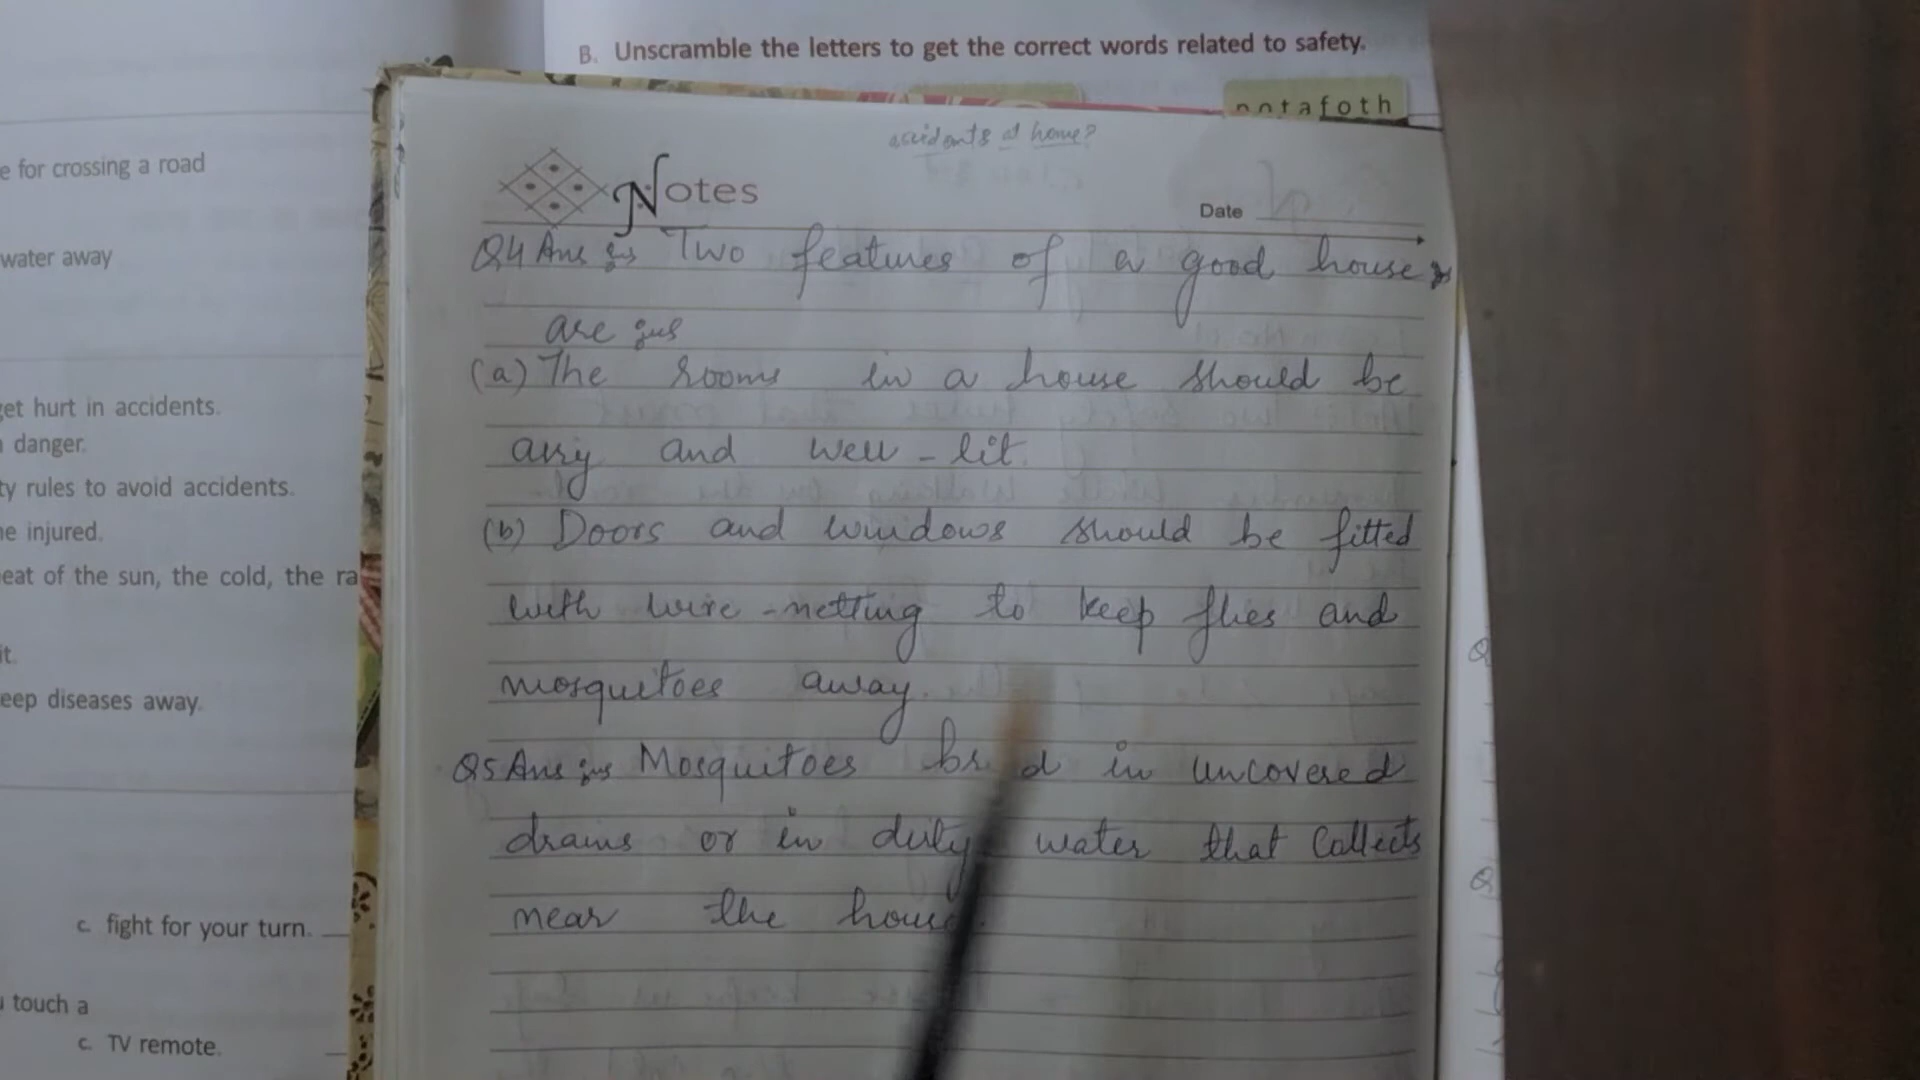 B. Unscramble the letters to get the correct words related to safety.
notafoth
e for crossing a road
water away
get hurt in accidents.
danger.
ty rules to avoid accidents.
ne injured.
eat of the sun, the cold, the ra
it.
eep diseases away.
c. fight for your turn.
touch a
c. TV remote.
accidents at home?
Notes
Date
Q4 Ans Two features of a good house
are
(a) The rooms in a house should be
airy and well-lit.
(b) Doors and windows should be fitted
with wire-netting to keep flies and
mosquitoes away.
Q5 Ans Mosquitoes in uncovered
drains or in dirty water that collects
near the house.